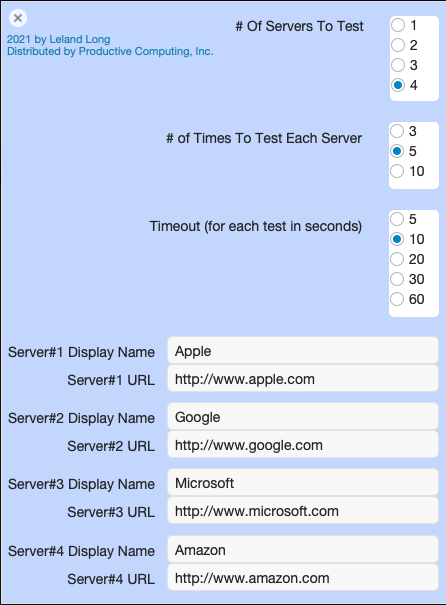 # Of Servers To Test
1
2
3
4
2021 by Leland Long
Distributed by Productive Computing, Inc.
# of Times To Test Each Server
3
5
10
Timeout (for each test in seconds)
5
10
20
30
60
Server#1 Display Name Apple
Server#1 URL http://www.apple.com
Server#2 Display Name Google
Server#2 URL http://www.google.com
Server#3 Display Name Microsoft
Server#3 URL http://www.microsoft.com
Server#4 Display Name Amazon
Server#4 URL http://www.amazon.com